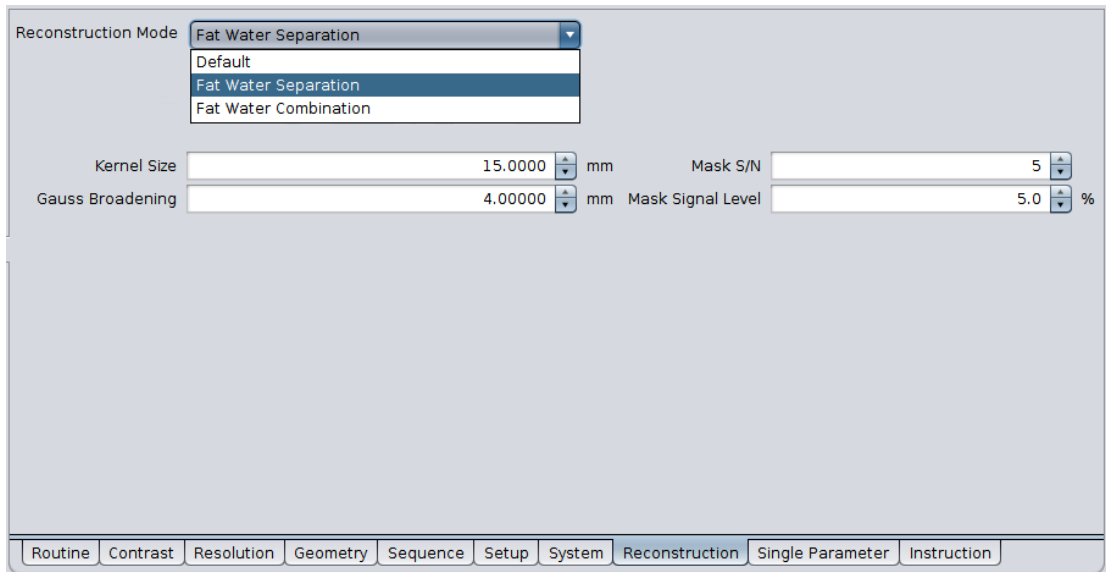 Reconstruction Mode Fat Water Separation
Default
Fat Water Separation
Fat Water Combination
Kernel Size 15.0000 mm Mask S/N 5
Gauss Broadening 4.00000 mm Mask Signal Level 5.0 %
Routine Contrast Resolution Geometry Sequence Setup System Reconstruction Single Parameter Instruction